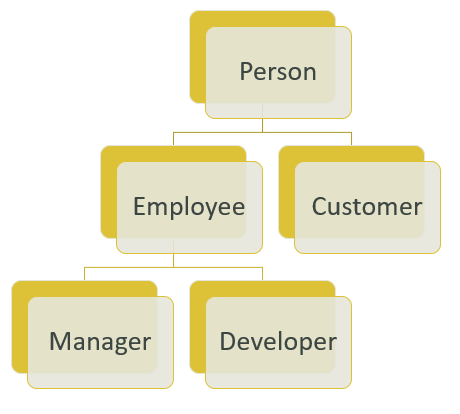 Person
Employee
Customer
Manager
Developer